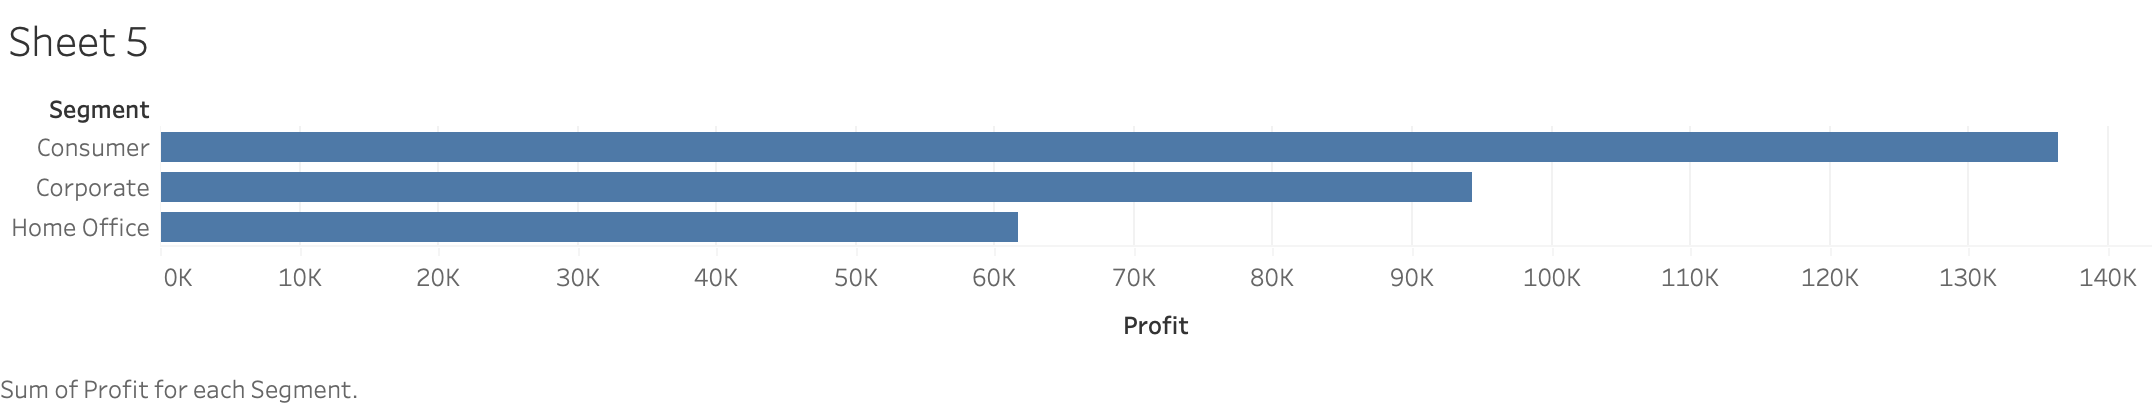 Sheet 5
Segment
Consumer
Corporate
Home Office
0K 10K 20K 30K 40K 50K 60K 70K 80K 90K 100K 110K 120K 130K 140K
Profit
Sum of Profit for each Segment.